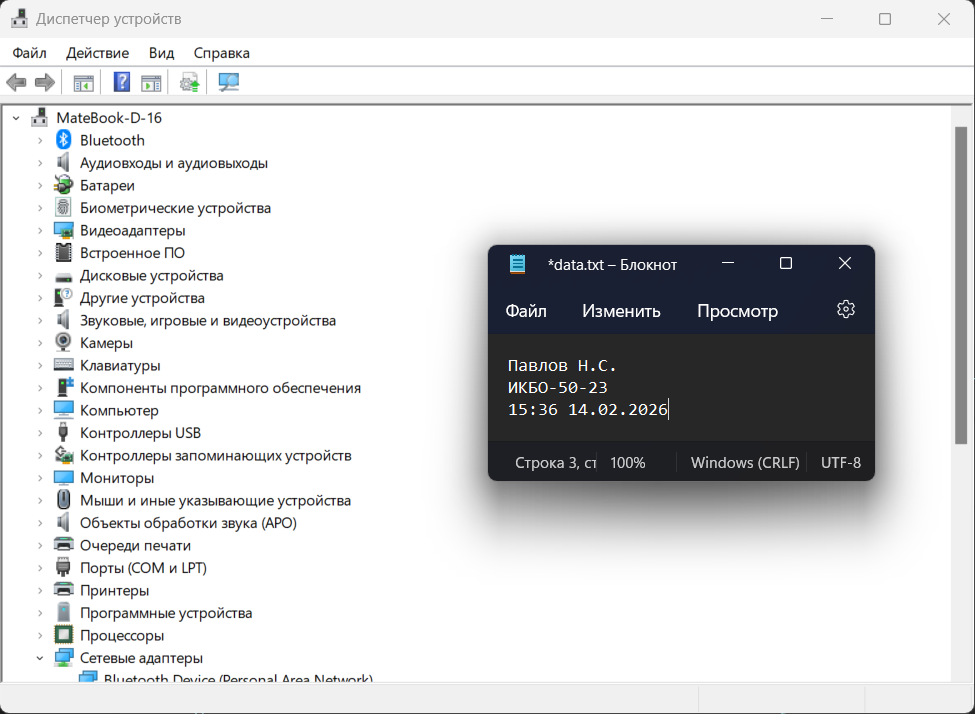 Диспетчер устройств
Файл Действие Вид Справка
MateBook-D-16
Bluetooth
Аудиовходы и аудиовыходы
Батареи
Биометрические устройства
Видеоадаптеры
Встроенное ПО
Дисковые устройства
Другие устройства
Звуковые, игровые и видеоустройства
Камеры
Клавиатуры
Компоненты программного обеспечения
Компьютер
Контроллеры USB
Контроллеры запоминающих устройств
Мониторы
Мыши и иные указывающие устройства
Объекты обработки звука (APO)
Очереди печати
Порты (COM и LPT)
Принтеры
Программные устройства
Процессоры
Сетевые адаптеры
Bluetooth Device (Personal Area Network)
*data.txt – Блокнот
Файл Изменить Просмотр
Павлов Н.С.
ИКБО-50-23
15:36 14.02.2026
Строка 3, ст 100% Windows (CRLF) UTF-8